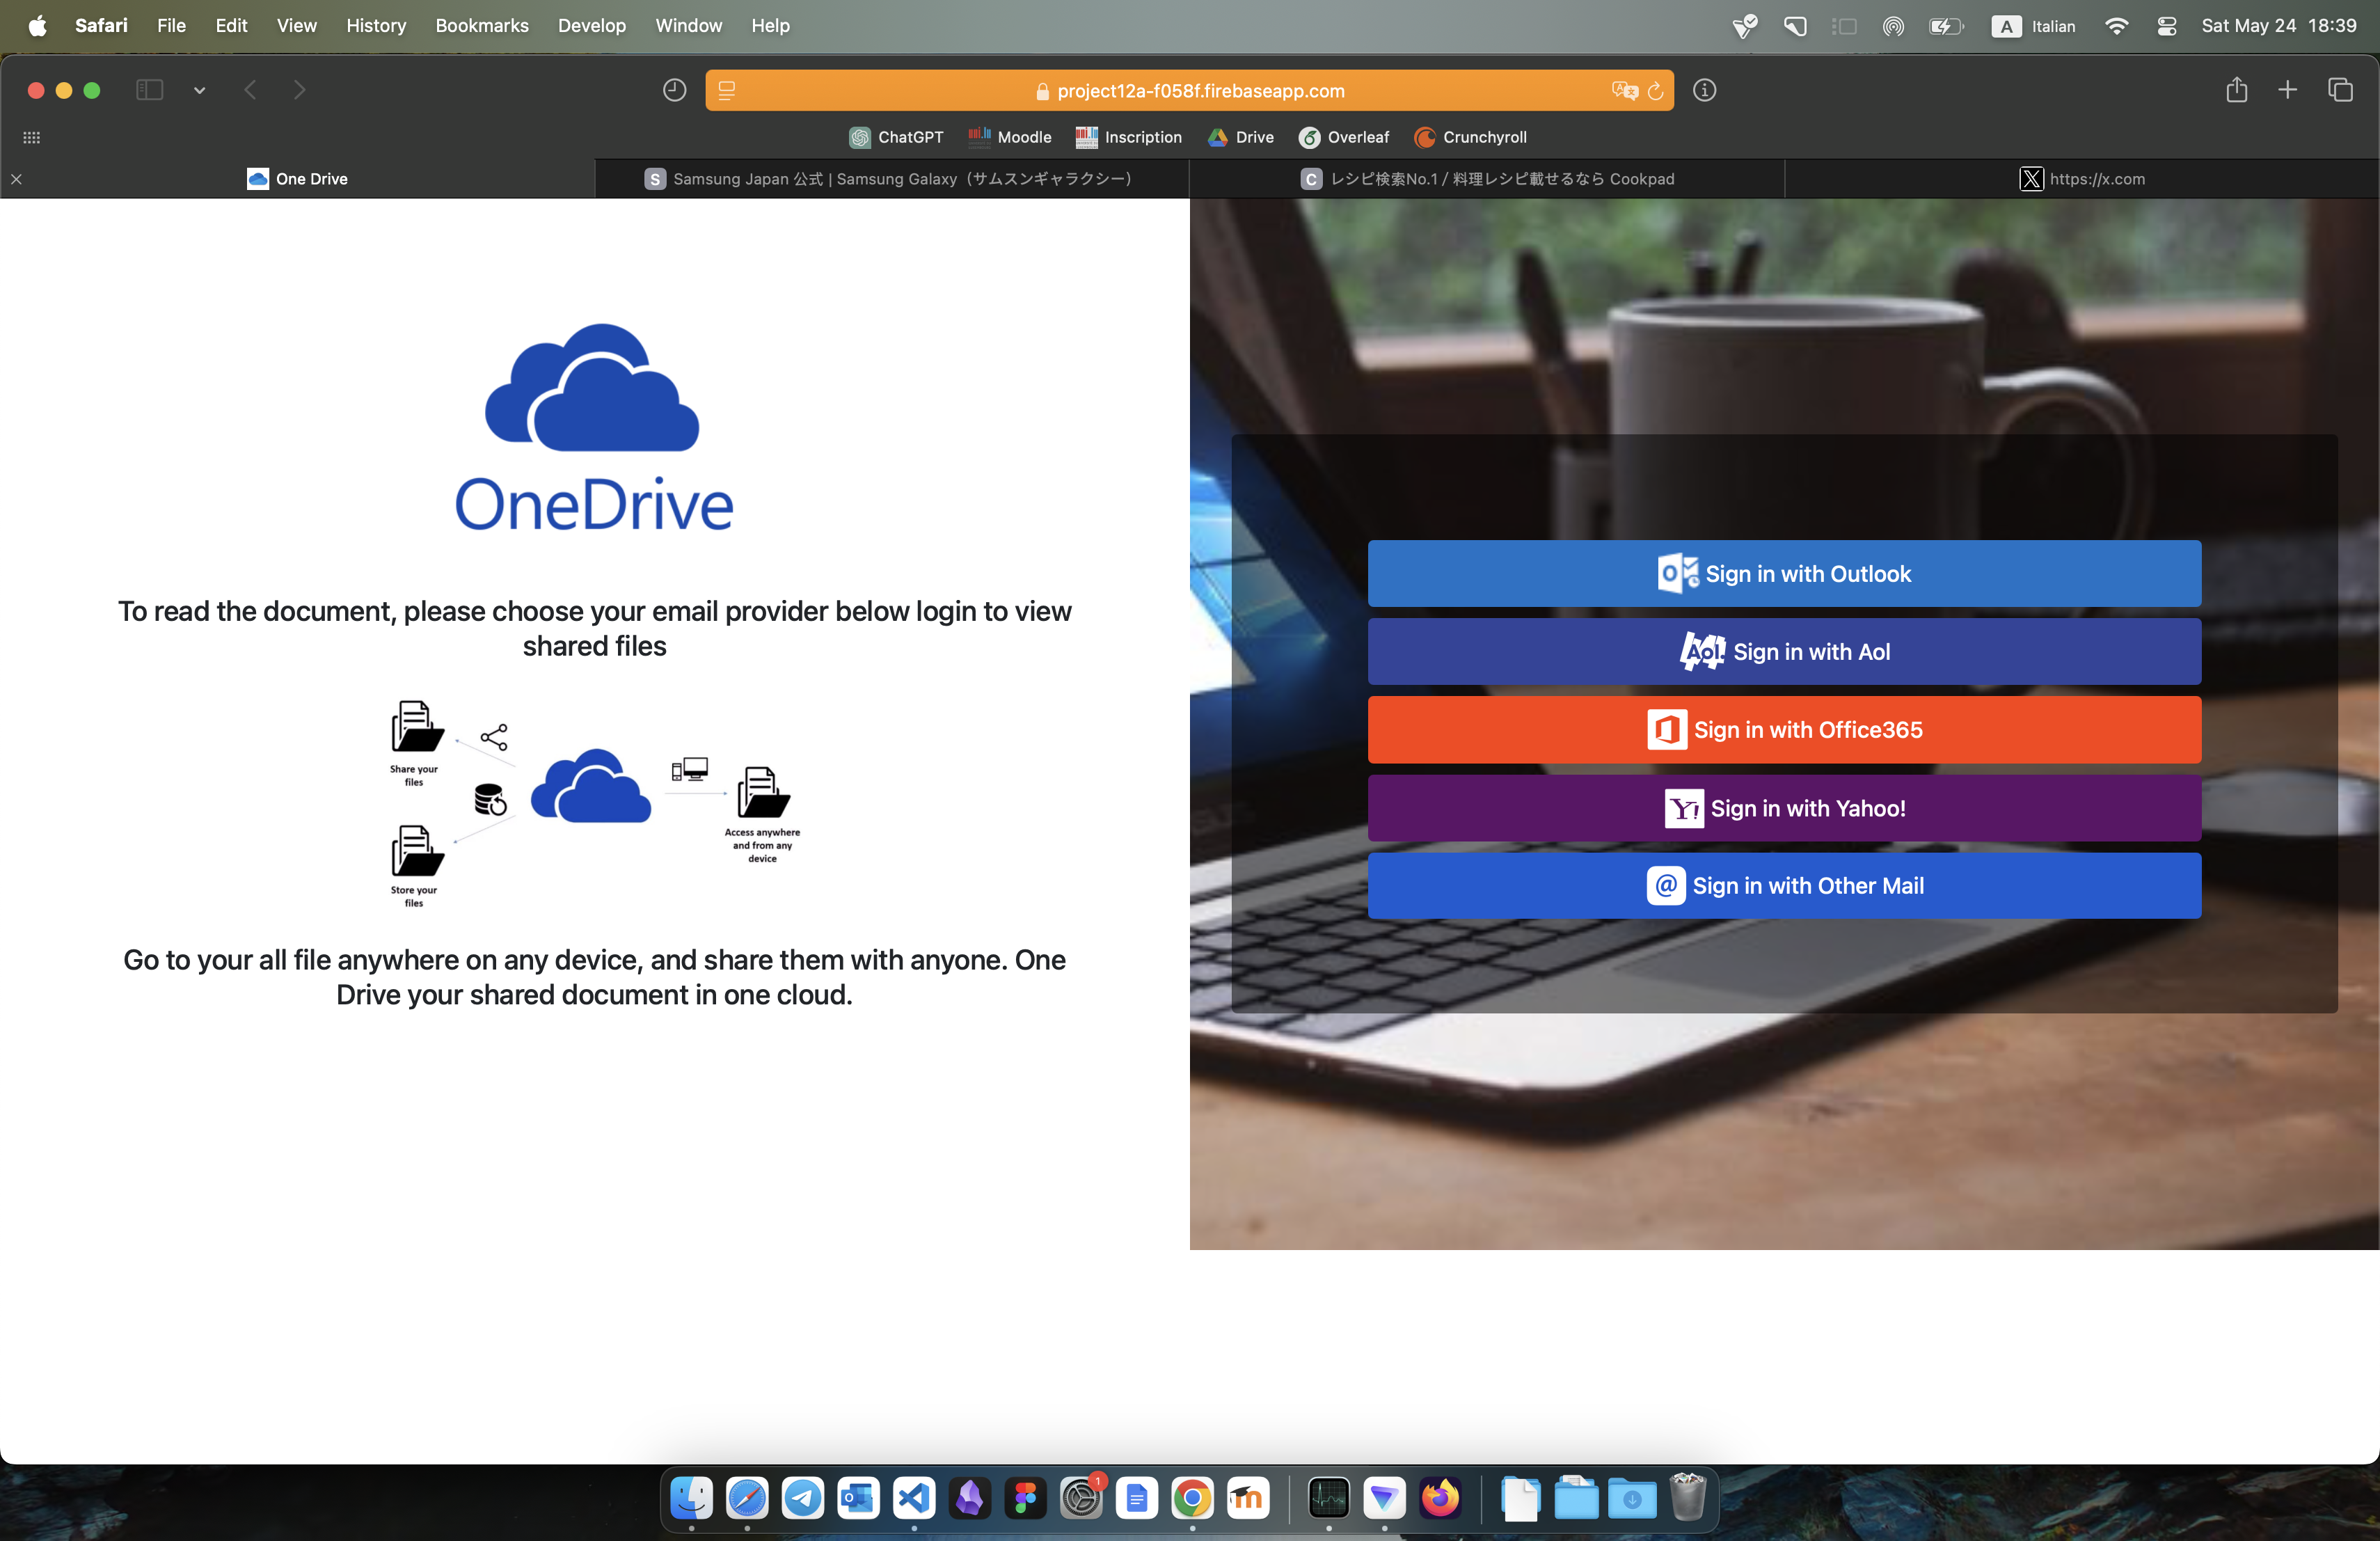 Safari File Edit View History Bookmarks Develop Window Help A Italian Sat May 24 18:39
project12a-f058f.firebaseapp.com
ChatGPT Moodle Inscription Drive Overleaf Crunchyroll
One Drive
S Samsung Japan 公式 | Samsung Galaxy（サムスンギャラクシー）
C レシピ検索No.1 / 料理レシピ載せるなら Cookpad
https://x.com
OneDrive
To read the document, please choose your email provider below login to view
shared files
Share your
files
Store your
files
Access anywhere
and from any
device
Go to your all file anywhere on any device, and share them with anyone. One
Drive your shared document in one cloud.
Sign in with Outlook
Aol. Sign in with Aol
Sign in with Office365
Y! Sign in with Yahoo!
@ Sign in with Other Mail
1